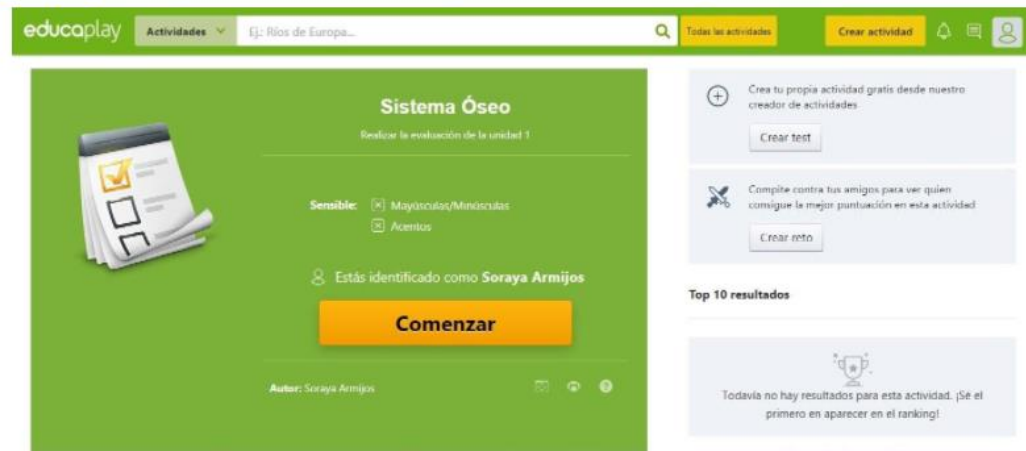 educaplay
Actividades
Ej.: Ríos de Europa...
Todas las actividades
Crear actividad
Sistema Óseo
Realizar la evaluación de la unidad 1
Sensible: Mayúsculas/Minúsculas
Acentos
Estás identificado como Soraya Armijos
Comenzar
Autor: Soraya Armijos
Crea tu propia actividad gratis desde nuestro
creador de actividades
Crear test
Compite contra tus amigos para ver quien
consigue la mejor puntuación en esta actividad
Crear reto
Top 10 resultados
Todavía no hay resultados para esta actividad. ¡Sé el
primero en aparecer en el ranking!